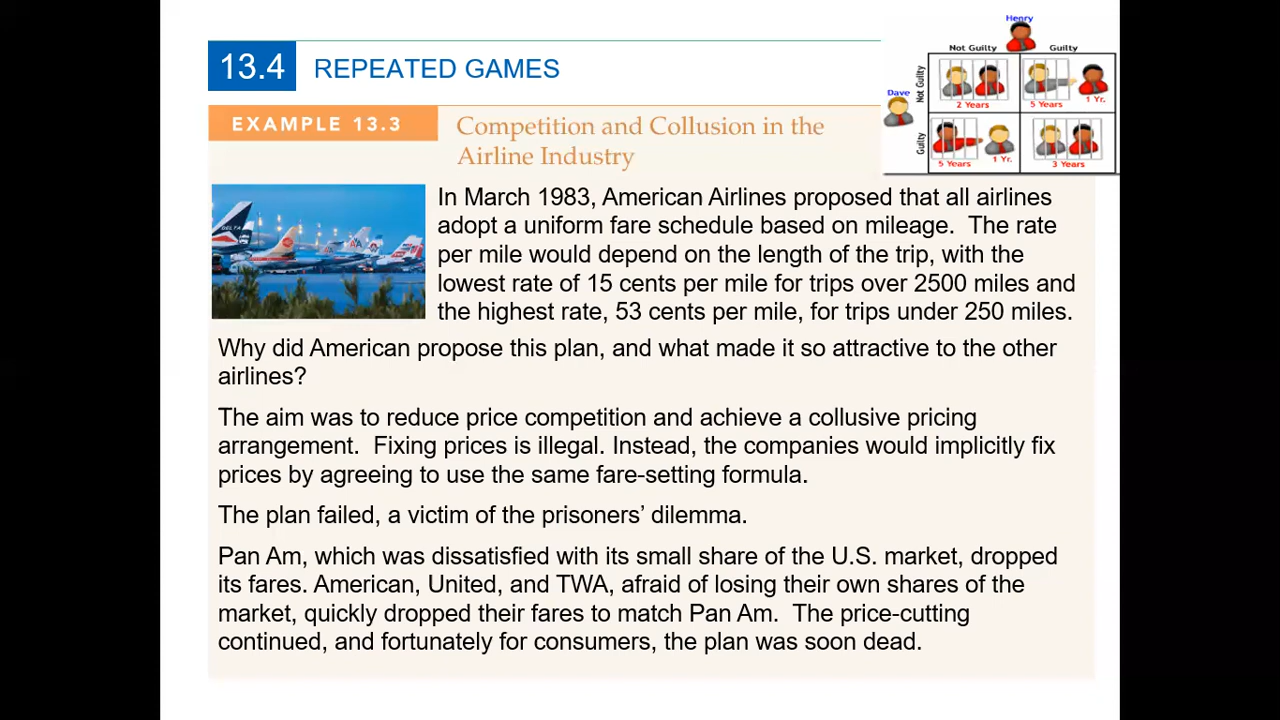 13.4 REPEATED GAMES
Henry
Not Guilty Guilty
Dave
Not Guilty
2 Years
5 Years 1 Yr.
Guilty
5 Years 1 Yr.
3 Years
EXAMPLE 13.3
Competition and Collusion in the
Airline Industry
DELTA
AA
In March 1983, American Airlines proposed that all airlines
adopt a uniform fare schedule based on mileage. The rate
per mile would depend on the length of the trip, with the
lowest rate of 15 cents per mile for trips over 2500 miles and
the highest rate, 53 cents per mile, for trips under 250 miles.
Why did American propose this plan, and what made it so attractive to the other
airlines?
The aim was to reduce price competition and achieve a collusive pricing
arrangement. Fixing prices is illegal. Instead, the companies would implicitly fix
prices by agreeing to use the same fare-setting formula.
The plan failed, a victim of the prisoners’ dilemma.
Pan Am, which was dissatisfied with its small share of the U.S. market, dropped
its fares. American, United, and TWA, afraid of losing their own shares of the
market, quickly dropped their fares to match Pan Am. The price-cutting
continued, and fortunately for consumers, the plan was soon dead.